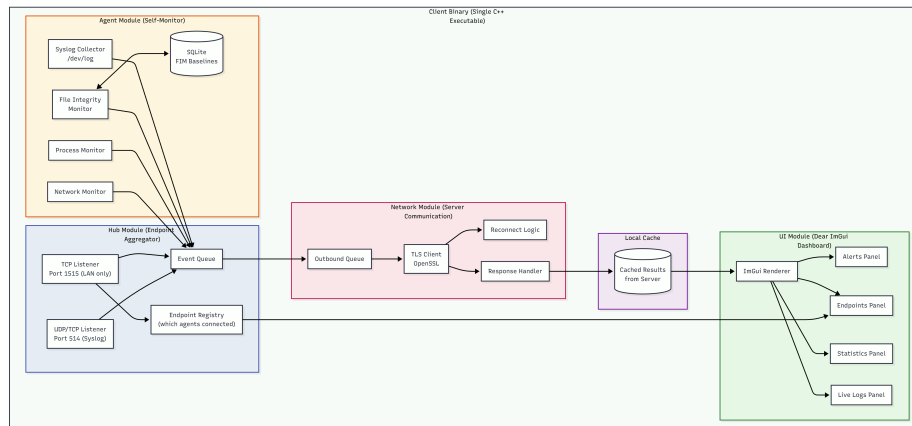 Client Binary (Single C++
Executable)
Agent Module (Self-Monitor)
Syslog Collector
/dev/log
SQLite
FIM Baselines
File Integrity
Monitor
Process Monitor
Network Monitor
Hub Module (Endpoint
Aggregator)
TCP Listener
Port 1515 (LAN only)
Event Queue
UDP/TCP Listener
Port 514 (Syslog)
Endpoint Registry
(which agents connected)
Network Module (Server
Communication)
Outbound Queue
TLS Client
OpenSSL
Reconnect Logic
Response Handler
Local Cache
Cached Results
from Server
UI Module (Dear ImGui
Dashboard)
ImGui Renderer
Alerts Panel
Endpoints Panel
Statistics Panel
Live Logs Panel